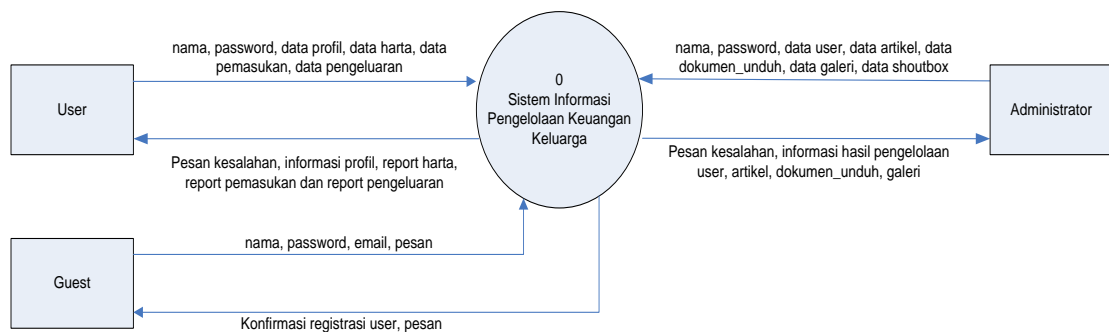 nama, password, data profil, data harta, data
pemasukan, data pengeluaran
User
Pesan kesalahan, informasi profil, report harta,
report pemasukan dan report pengeluaran
0
Sistem Informasi
Pengelolaan Keuangan
Keluarga
nama, password, data user, data artikel, data
dokumen_unduh, data galeri, data shoutbox
Administrator
Pesan kesalahan, informasi hasil pengelolaan
user, artikel, dokumen_unduh, galeri
nama, password, email, pesan
Guest
Konfirmasi registrasi user, pesan